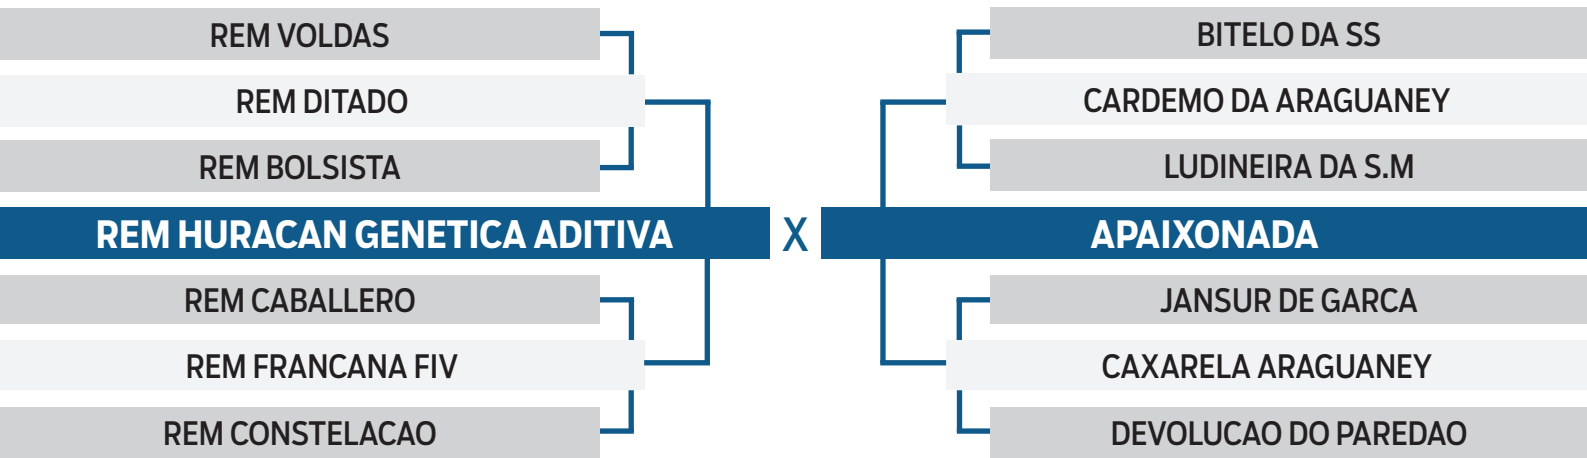 REM VOLDAS
REM DITADO
REM BOLSISTA
REM HURACAN GENETICA ADITIVA
REM CABALLERO
REM FRANCANA FIV
REM CONSTELACAO
X
BITELO DA SS
CARDEMO DA ARAGUANEY
LUDINEIRA DA S.M
APAIXONADA
JANSUR DE GARCA
CAXARELA ARAGUANEY
DEVOLUCAO DO PAREDAO